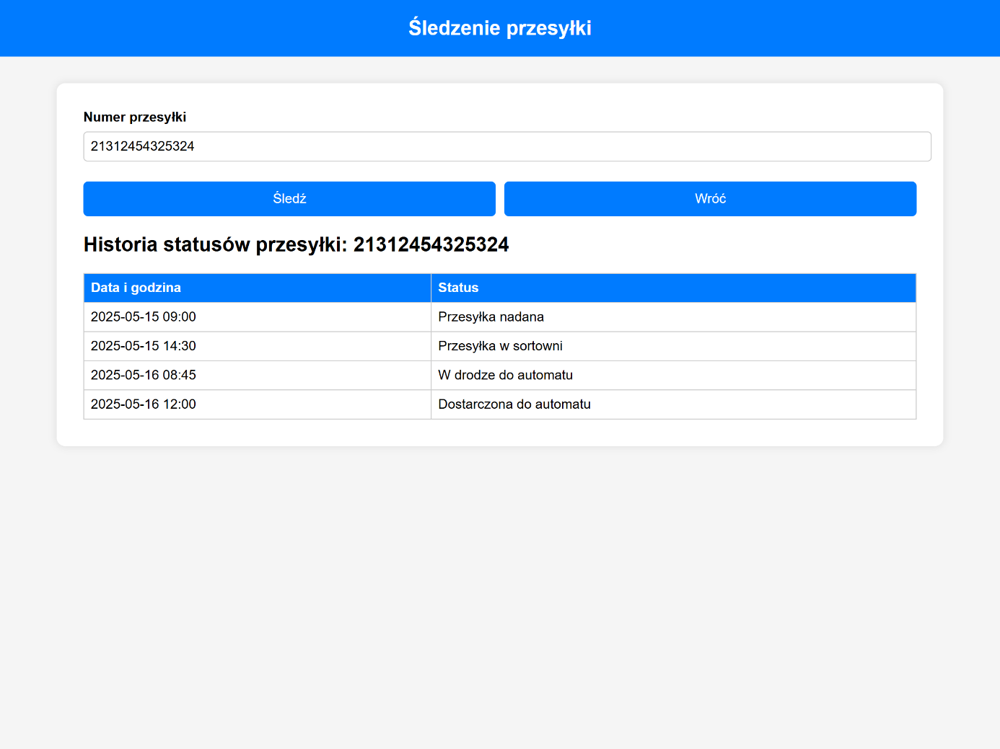 Śledzenie przesyłki
Numer przesyłki
21312454325324
Śledź Wróć
Historia statusów przesyłki: 21312454325324
Data i godzina Status
2025-05-15 09:00 Przesyłka nadana
2025-05-15 14:30 Przesyłka w sortowni
2025-05-16 08:45 W drodze do automatu
2025-05-16 12:00 Dostarczona do automatu